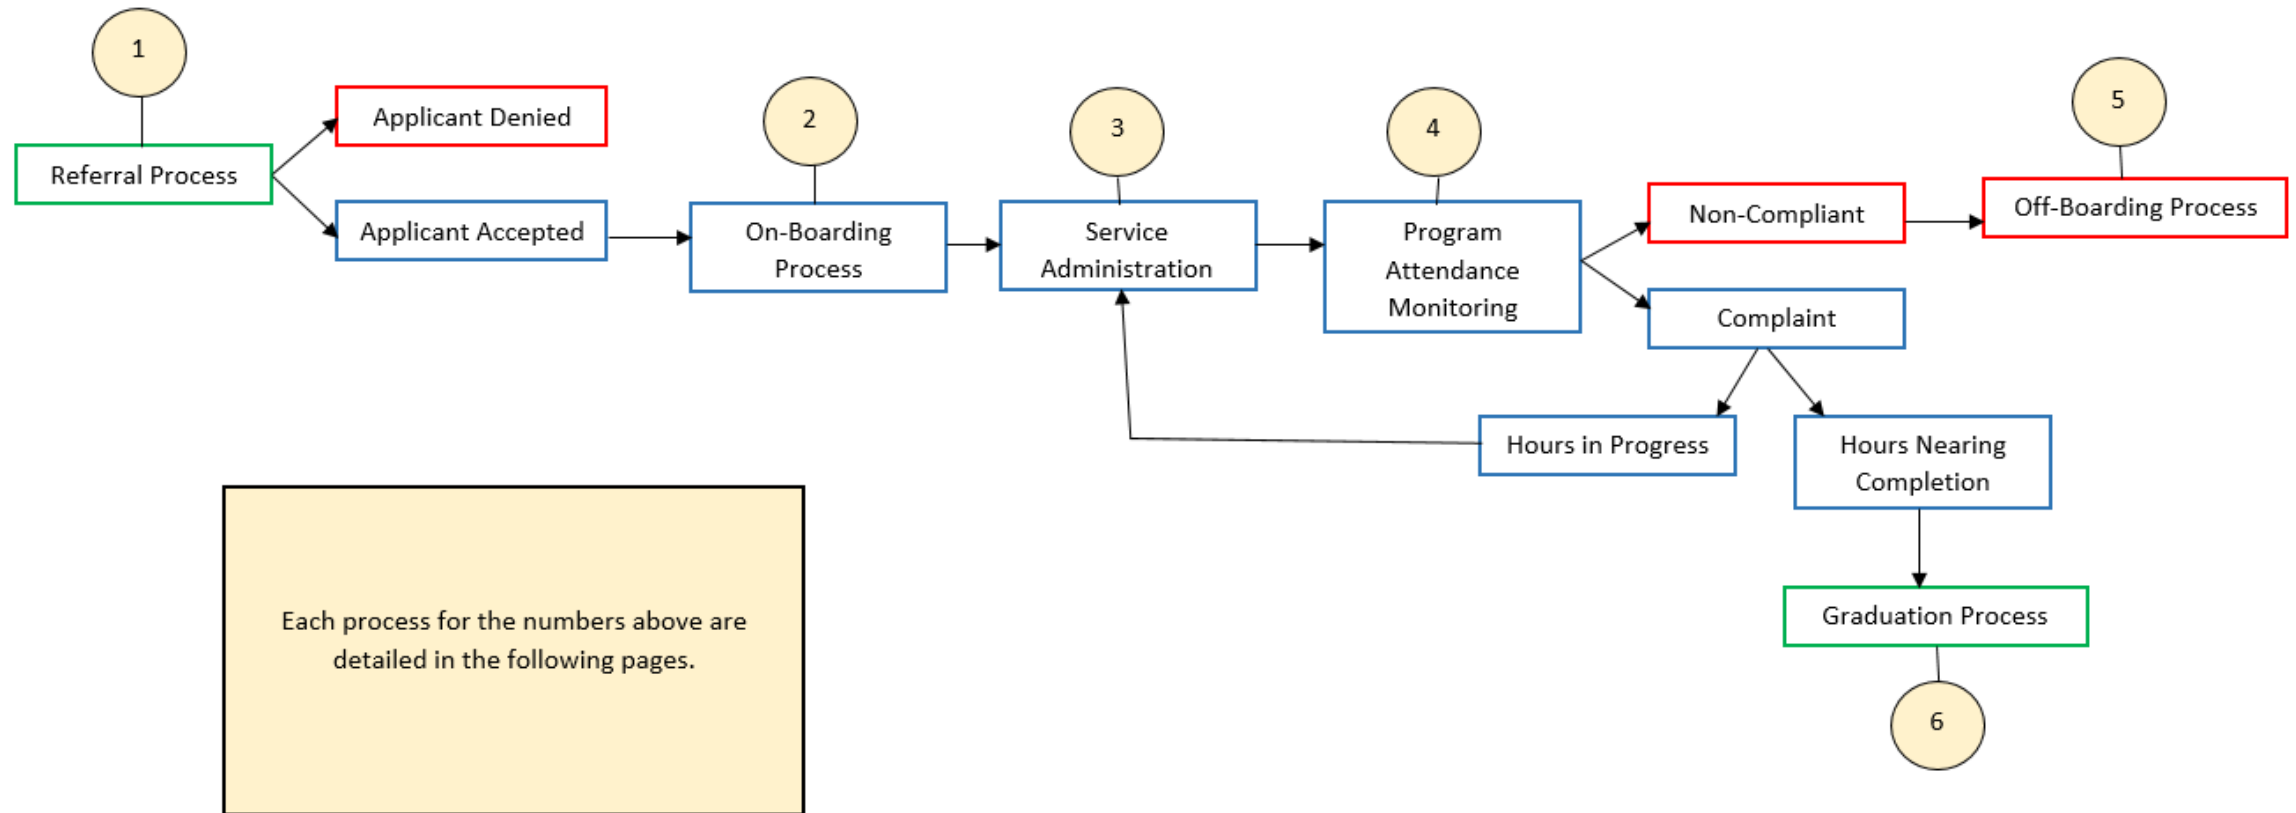 1
Referral Process
Applicant Denied
Applicant Accepted
2
On-Boarding
Process
3
Service
Administration
4
Program
Attendance
Monitoring
Non-Compliant
5
Off-Boarding Process
Complaint
Hours in Progress
Hours Nearing
Completion
Graduation Process
6
Each process for the numbers above are
detailed in the following pages.